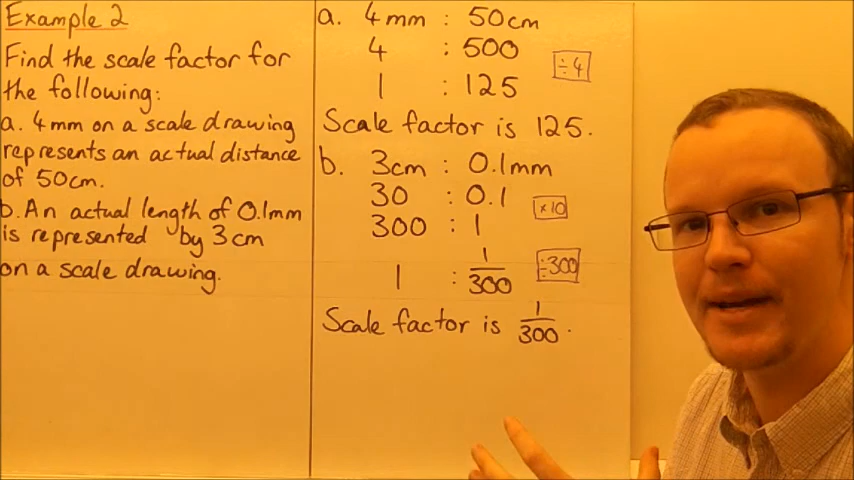 Example 2
Find the scale factor for
the following:
a. 4mm on a scale drawing
represents an actual distance
of 50cm.
b. An actual length of 0.1mm
is represented by 3cm
on a scale drawing.
a. 4mm : 50cm
4 : 500
÷4
1 : 125
Scale factor is 125.
b. 3cm : 0.1mm
30 : 0.1
×10
300 : 1
÷300
1 : 1/300
Scale factor is 1/300.